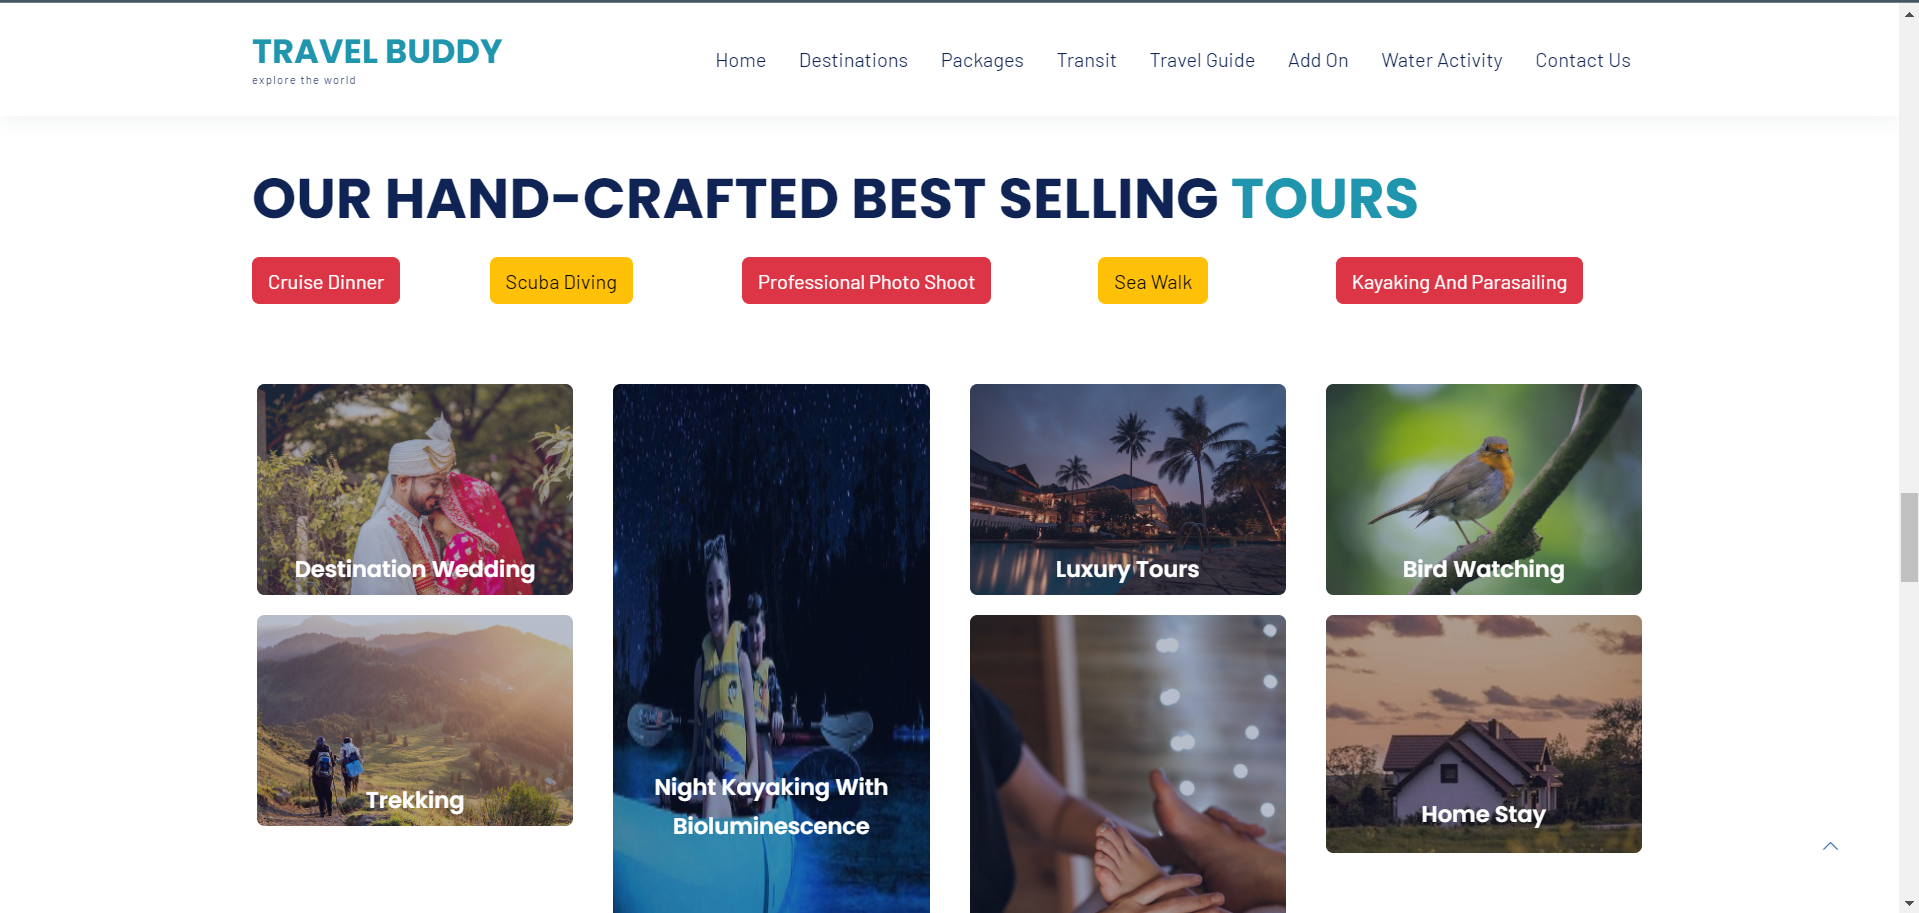 TRAVEL BUDDY
explore the world
Home Destinations Packages Transit Travel Guide Add On Water Activity Contact Us
OUR HAND-CRAFTED BEST SELLING TOURS
Cruise Dinner Scuba Diving Professional Photo Shoot Sea Walk Kayaking And Parasailing
Destination Wedding
Luxury Tours
Bird Watching
Trekking
Night Kayaking With
Bioluminescence
Home Stay